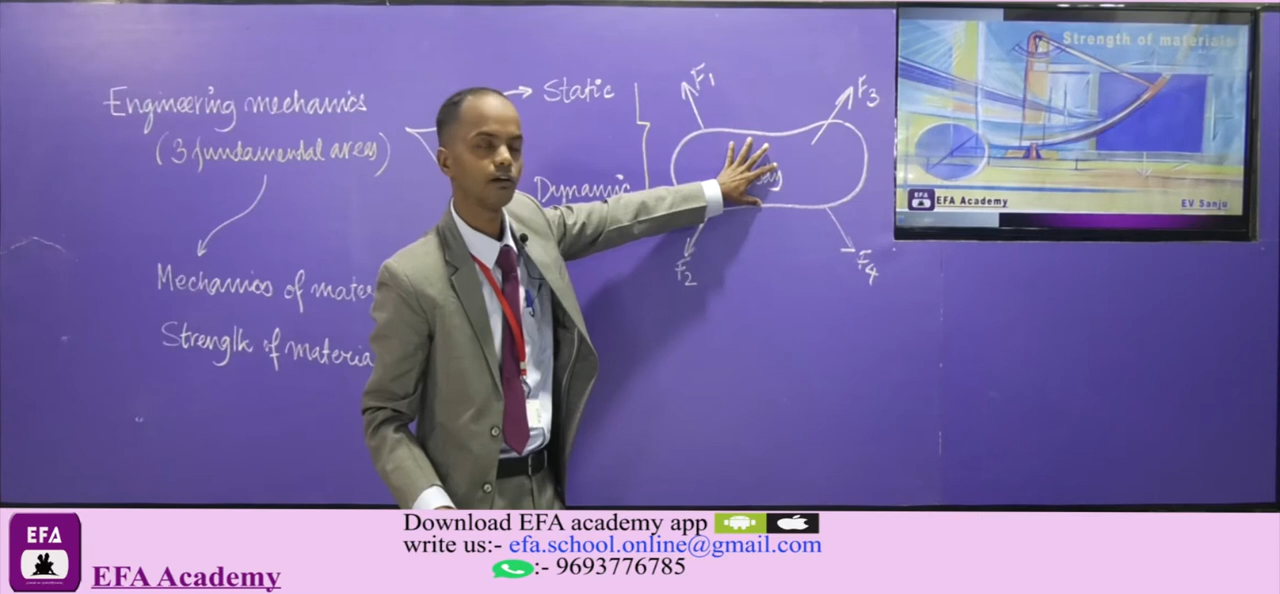 Engineering mechanics
(3 fundamental areas)
Static
Dynamic
Mechanics of mater
Strength of materia
F1
F3
F2
F4
Strength of materials
EFA Academy
EV Sanju
EFA
EFA Academy
Download EFA academy app
write us:- efa.school.online@gmail.com
:- 9693776785